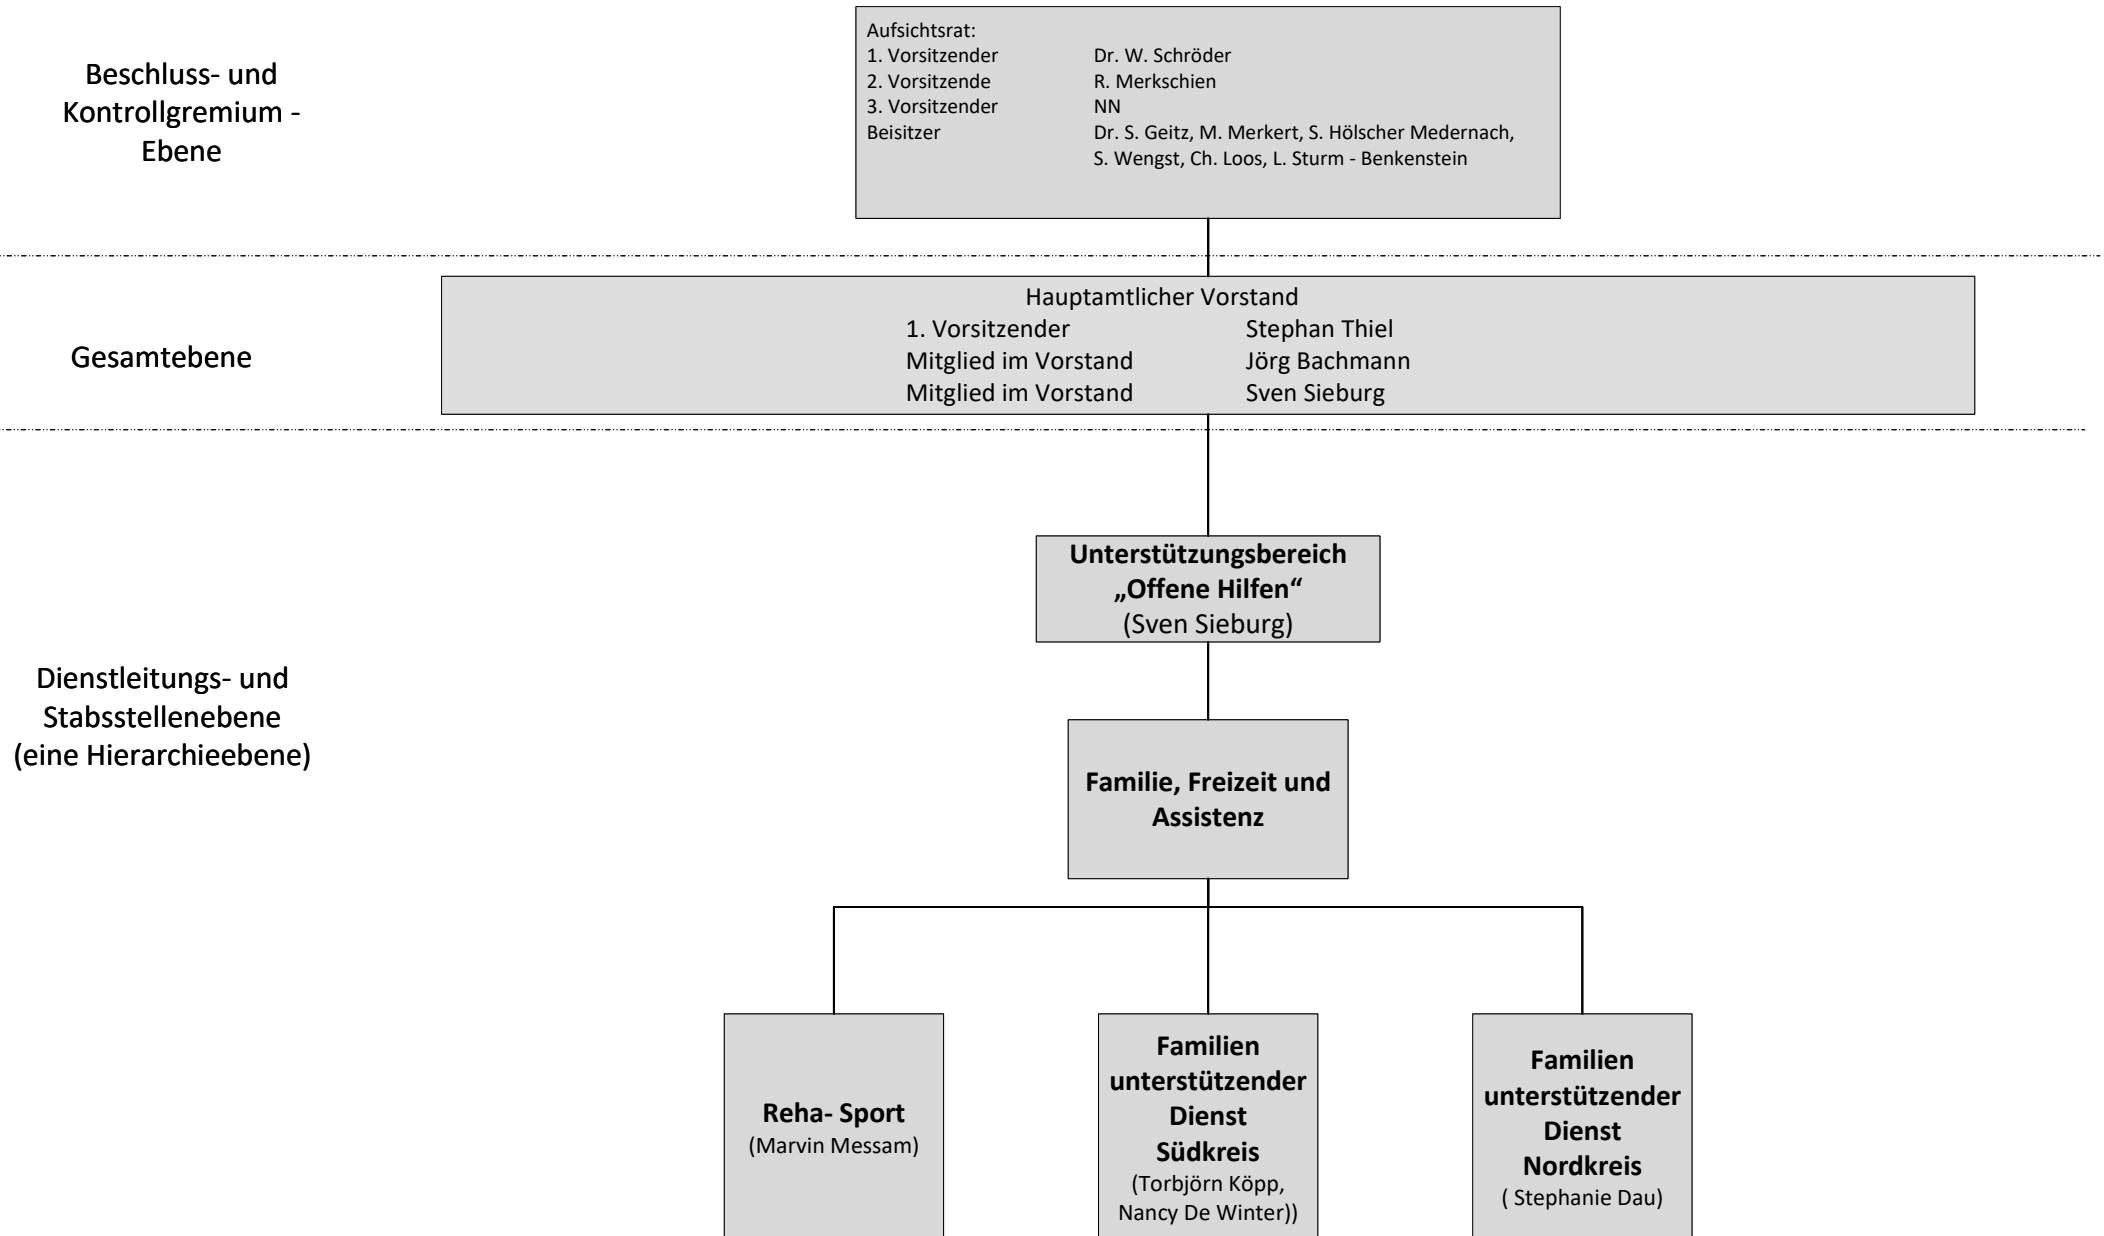 Beschluss- und
Kontrollgremium -
Ebene
Aufsichtsrat:
1. Vorsitzender Dr. W. Schröder
2. Vorsitzende R. Merkschien
3. Vorsitzender NN
Beisitzer Dr. S. Geitz, M. Merkert, S. Hölscher Medernach,
S. Wengst, Ch. Loos, L. Sturm - Benkenstein
Gesamtebene
Hauptamtlicher Vorstand
1. Vorsitzender Stephan Thiel
Mitglied im Vorstand Jörg Bachmann
Mitglied im Vorstand Sven Sieburg
Dienstleitungs- und
Stabsstellenebene
(eine Hierarchieebene)
Unterstützungsbereich
„Offene Hilfen“
(Sven Sieburg)
Familie, Freizeit und
Assistenz
Reha- Sport
(Marvin Messam)
Familien
unterstützender
Dienst
Südkreis
(Torbjörn Köpp,
Nancy De Winter))
Familien
unterstützender
Dienst
Nordkreis
( Stephanie Dau)